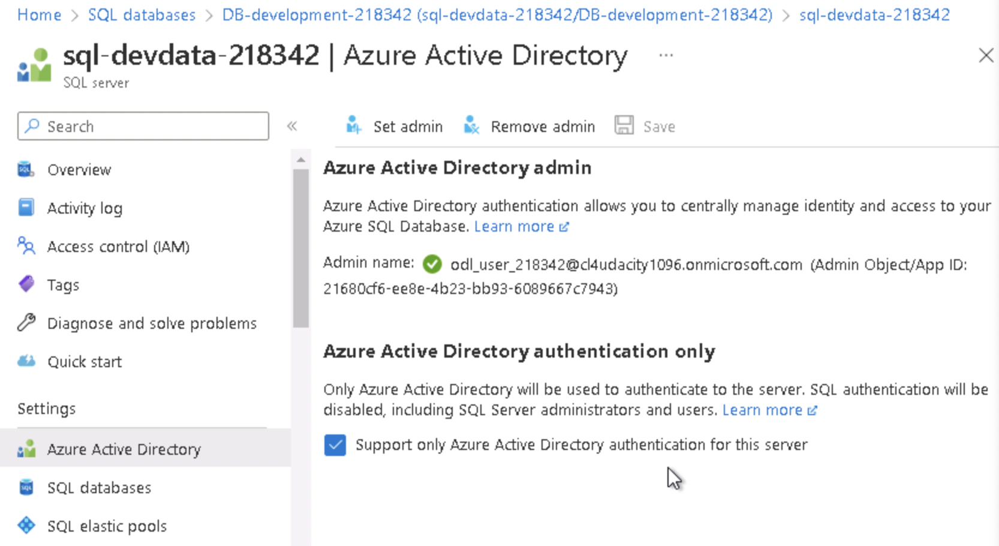 Home > SQL databases > DB-development-218342 (sql-devdata-218342/DB-development-218342) > sql-devdata-218342
sql-devdata-218342 | Azure Active Directory ...
SQL server
Search
Overview
Activity log
Access control (IAM)
Tags
Diagnose and solve problems
Quick start
Settings
Azure Active Directory
SQL databases
SQL elastic pools
Set admin Remove admin Save
Azure Active Directory admin
Azure Active Directory authentication allows you to centrally manage identity and access to your
Azure SQL Database. Learn more
Admin name: odl_user_218342@cl4udacity1096.onmicrosoft.com (Admin Object/App ID:
21680cf6-ee8e-4b23-bb93-6089667c7943)
Azure Active Directory authentication only
Only Azure Active Directory will be used to authenticate to the server. SQL authentication will be
disabled, including SQL Server administrators and users. Learn more
Support only Azure Active Directory authentication for this server